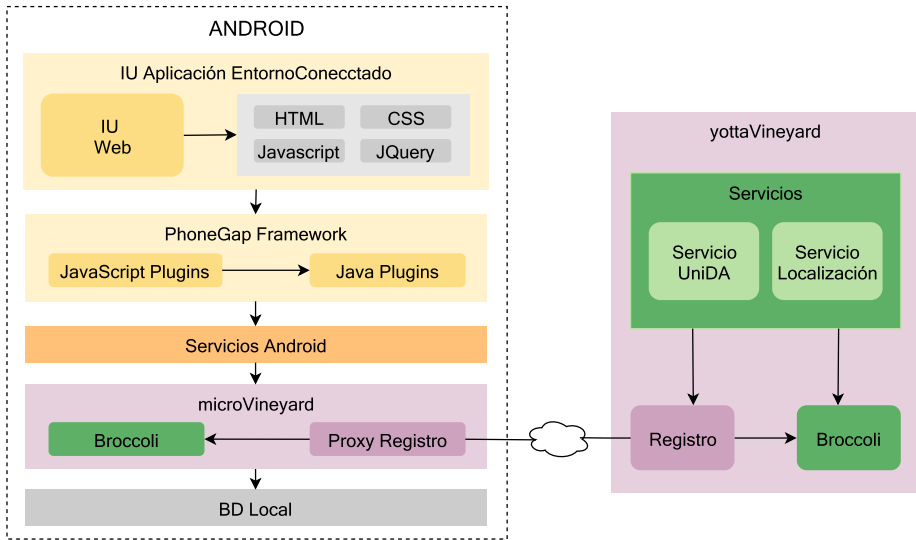 ANDROID
IU Aplicación EntornoConecctado
IU
Web
HTML
CSS
Javascript
JQuery
PhoneGap Framework
JavaScript Plugins
Java Plugins
Servicios Android
microVineyard
Broccoli
Proxy Registro
BD Local
yottaVineyard
Servicios
Servicio
UniDA
Servicio
Localización
Registro
Broccoli